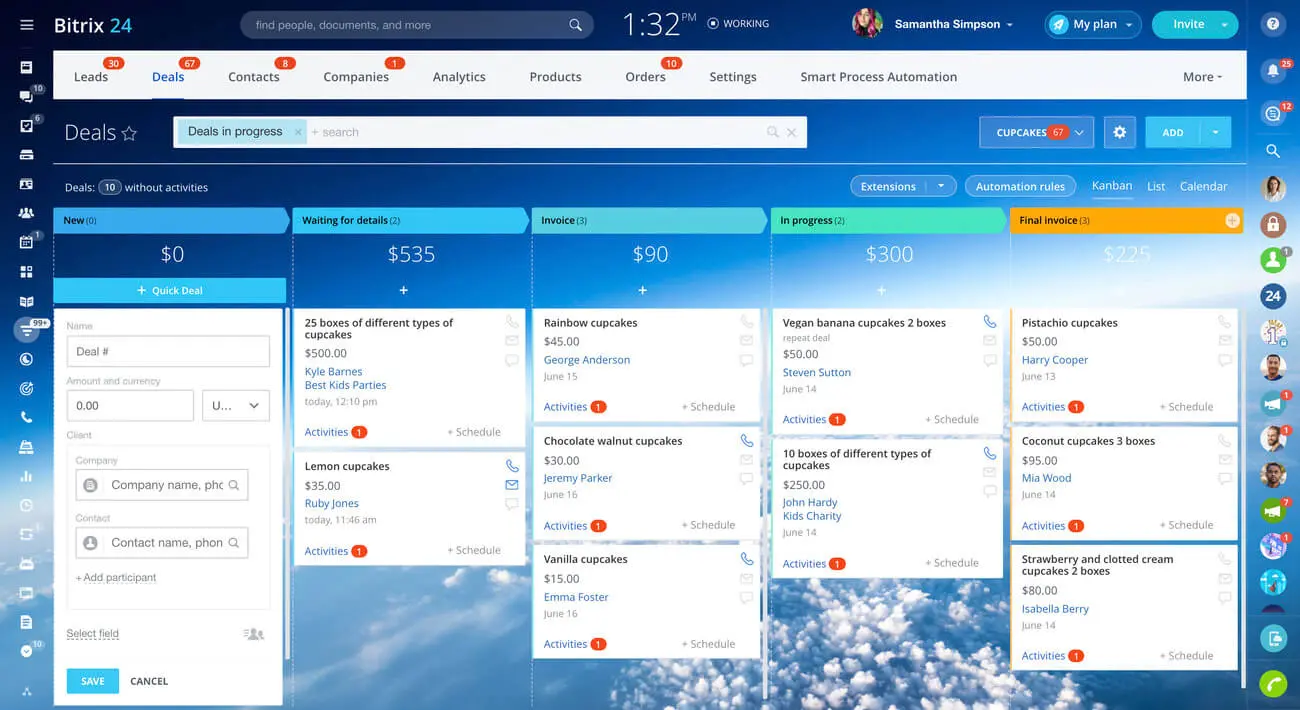 Bitrix 24
find people, documents, and more
1:32 PM
WORKING
Samantha Simpson
My plan
Invite
Leads 30
Deals 67
Contacts 8
Companies 1
Analytics
Products
Orders 10
Settings
Smart Process Automation
More
Deals
Deals in progress ×
+ search
CUPCAKES 67
ADD
Deals: 10 without activities
Extensions
Automation rules
Kanban
List
Calendar
New (0)
$0
+ Quick Deal
Name
Deal #
Amount and currency
0.00
U...
Client
Company
Company name, phc
Contact
Contact name, phon
+ Add participant
Select field
SAVE
CANCEL
Waiting for details (2)
$535
+
25 boxes of different types of
cupcakes
$500.00
Kyle Barnes
Best Kids Parties
today, 12:10 pm
Activities 1
+ Schedule
Lemon cupcakes
$35.00
Ruby Jones
today, 11:46 am
Activities 1
+ Schedule
Invoice (3)
$90
+
Rainbow cupcakes
$45.00
George Anderson
June 15
Activities 1
+ Schedule
Chocolate walnut cupcakes
$30.00
Jeremy Parker
June 16
Activities 1
+ Schedule
Vanilla cupcakes
$15.00
Emma Foster
June 16
Activities 1
+ Schedule
In progress (2)
$300
+
Vegan banana cupcakes 2 boxes
repeat deal
$50.00
Steven Sutton
June 14
Activities 1
+ Schedule
10 boxes of different types of
cupcakes
$250.00
John Hardy
Kids Charity
June 14
Activities 1
+ Schedule
Final invoice (3)
$225
Pistachio cupcakes
$50.00
Harry Cooper
June 13
Activities 1
+ Schedule
Coconut cupcakes 3 boxes
$95.00
Mia Wood
June 14
Activities 1
+ Schedule
Strawberry and clotted cream
cupcakes 2 boxes
$80.00
Isabella Berry
June 14
Activities 1
+ Schedule
10
6
1
99+
1
10
?
25
12
1
24
1
1
1
7
1